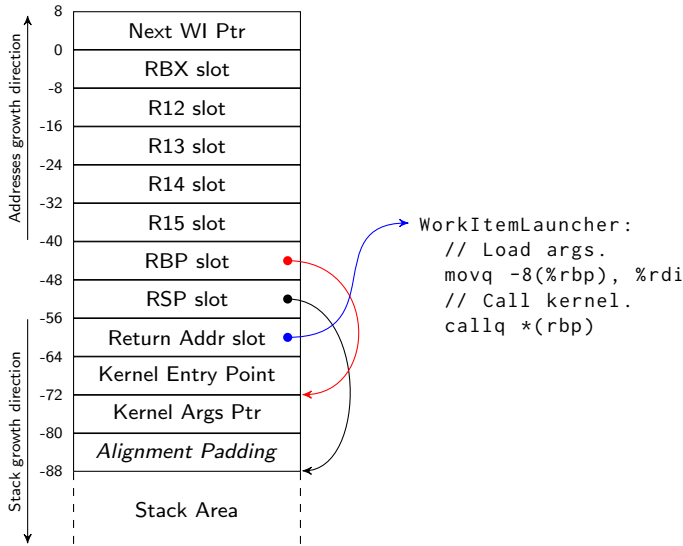 8
Next WI Ptr
0
RBX slot
-8
R12 slot
-16
R13 slot
-24
R14 slot
-32
R15 slot
-40
RBP slot
-48
RSP slot
-56
Return Addr slot
-64
Kernel Entry Point
-72
Kernel Args Ptr
-80
Alignment Padding
-88
Stack Area
Addresses growth direction
Stack growth direction
WorkItemLauncher:
// Load args.
movq -8(%rbp), %rdi
// Call kernel.
callq *(rbp)